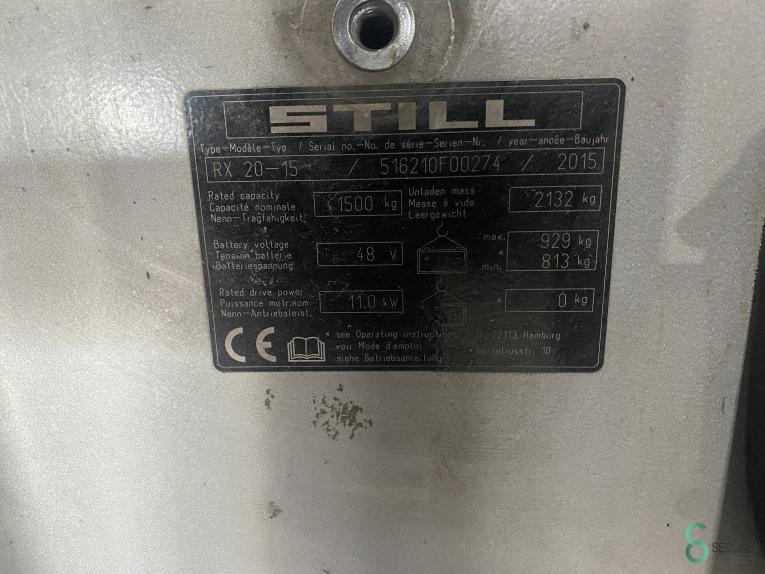 STILL
Type-Modèle-Typ / Serial no.-No. de série-Serien-Nr. / year-année-Baujahr
RX 20-15 / 516210F00274 / 2015
Rated capacity
Capacité nominale
Nenn-Tragfähigkeit
1500 kg
Unladen mass
Masse à vide
Leergewicht
2132 kg
Battery voltage
Tension batterie
Batteriespannung
48 V
max. 929 kg
*
min. 813 kg
Rated drive power
Puissance motr.nom.
Nenn-Antriebsleist.
11.0 kW
* 0 kg
CE
* see Operating instructions
voir Mode d'emploi
siehe Betriebsanleitung
D-22113 Hamburg
Berzeliusstr. 10